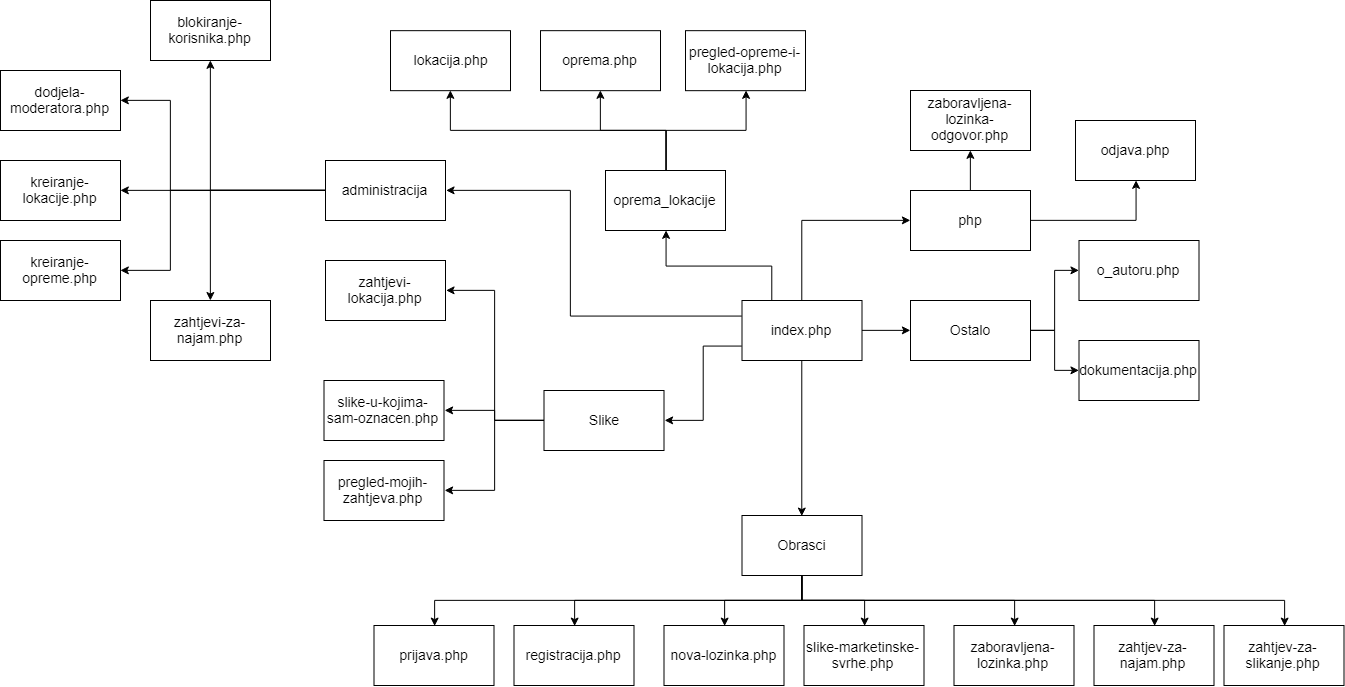 blokiranje-
korisnika.php
lokacija.php
oprema.php
pregled-opreme-i-
lokacija.php
dodjela-
moderatora.php
zaboravljena-
lozinka-
odgovor.php
odjava.php
kreiranje-
lokacije.php
administracija
oprema_lokacije
php
kreiranje-
opreme.php
zahtjevi-
lokacija.php
o_autoru.php
zahtjevi-za-
najam.php
index.php
Ostalo
dokumentacija.php
slike-u-kojima-
sam-oznacen.php
Slike
pregled-mojih-
zahtjeva.php
Obrasci
prijava.php
registracija.php
nova-lozinka.php
slike-marketinske-
svrhe.php
zaboravljena-
lozinka.php
zahtjev-za-
najam.php
zahtjev-za-
slikanje.php